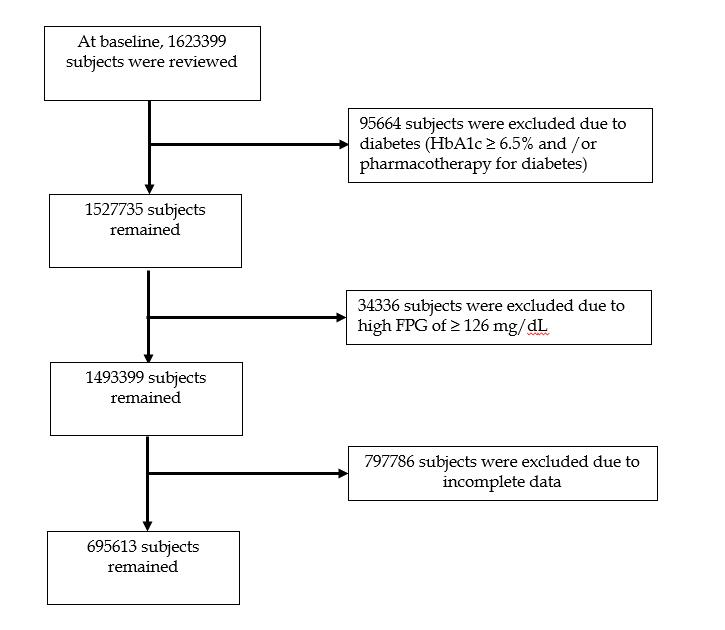 At baseline, 1623399
subjects were reviewed
95664 subjects were excluded due to
diabetes (HbA1c ≥ 6.5% and /or
pharmacotherapy for diabetes)
1527735 subjects
remained
34336 subjects were excluded due to
high FPG of ≥ 126 mg/dL
1493399 subjects
remained
797786 subjects were excluded due to
incomplete data
695613 subjects
remained